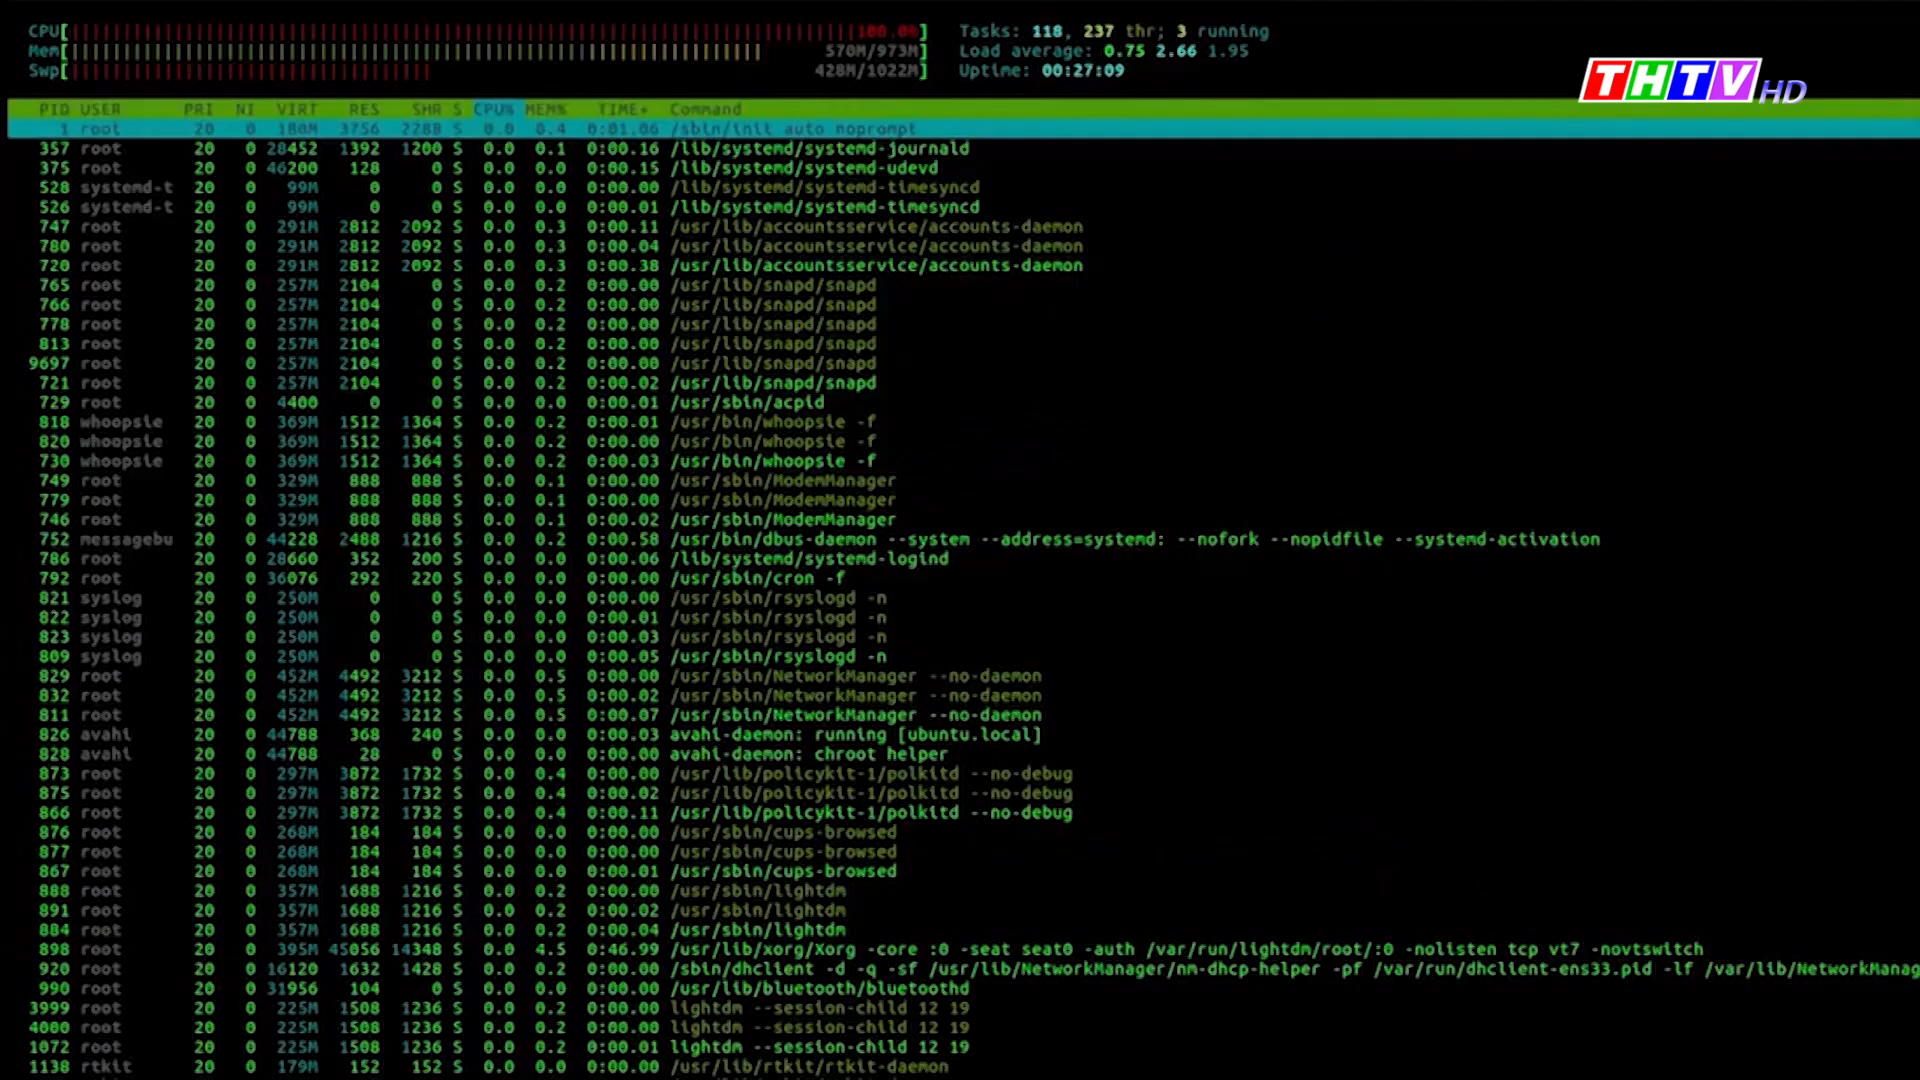 CPU[100.0%] Tasks: 118, 237 thr; 3 running
Mem[570M/973M] Load average: 0.75 2.66 1.95
Swp[428M/1022M] Uptime: 00:27:09
THTV HD
PID USER PRI NI VIRT RES SHR S CPU% MEM% TIME+ Command
1 root 20 0 180M 3756 2788 S 0.0 0.4 0:01.06 /sbin/init auto noprompt
357 root 20 0 28452 1392 1200 S 0.0 0.1 0:00.16 /lib/systemd/systemd-journald
375 root 20 0 46200 128 0 S 0.0 0.0 0:00.15 /lib/systemd/systemd-udevd
528 systemd-t 20 0 99M 0 0 S 0.0 0.0 0:00.00 /lib/systemd/systemd-timesyncd
526 systemd-t 20 0 99M 0 0 S 0.0 0.0 0:00.01 /lib/systemd/systemd-timesyncd
747 root 20 0 291M 2812 2092 S 0.0 0.3 0:00.11 /usr/lib/accountsservice/accounts-daemon
780 root 20 0 291M 2812 2092 S 0.0 0.3 0:00.04 /usr/lib/accountsservice/accounts-daemon
720 root 20 0 291M 2812 2092 S 0.0 0.3 0:00.38 /usr/lib/accountsservice/accounts-daemon
765 root 20 0 257M 2104 0 S 0.0 0.2 0:00.00 /usr/lib/snapd/snapd
766 root 20 0 257M 2104 0 S 0.0 0.2 0:00.00 /usr/lib/snapd/snapd
778 root 20 0 257M 2104 0 S 0.0 0.2 0:00.00 /usr/lib/snapd/snapd
813 root 20 0 257M 2104 0 S 0.0 0.2 0:00.00 /usr/lib/snapd/snapd
9697 root 20 0 257M 2104 0 S 0.0 0.2 0:00.00 /usr/lib/snapd/snapd
721 root 20 0 257M 2104 0 S 0.0 0.2 0:00.02 /usr/lib/snapd/snapd
729 root 20 0 4400 0 0 S 0.0 0.0 0:00.01 /usr/sbin/acpid
818 whoopsie 20 0 369M 1512 1364 S 0.0 0.2 0:00.01 /usr/bin/whoopsie -f
820 whoopsie 20 0 369M 1512 1364 S 0.0 0.2 0:00.00 /usr/bin/whoopsie -f
730 whoopsie 20 0 369M 1512 1364 S 0.0 0.2 0:00.03 /usr/bin/whoopsie -f
749 root 20 0 329M 888 888 S 0.0 0.1 0:00.00 /usr/sbin/ModemManager
779 root 20 0 329M 888 888 S 0.0 0.1 0:00.00 /usr/sbin/ModemManager
746 root 20 0 329M 888 888 S 0.0 0.1 0:00.02 /usr/sbin/ModemManager
752 messagebu 20 0 44228 2488 1216 S 0.0 0.2 0:00.58 /usr/bin/dbus-daemon --system --address=systemd: --nofork --nopidfile --systemd-activation
786 root 20 0 28660 352 200 S 0.0 0.0 0:00.06 /lib/systemd/systemd-logind
792 root 20 0 36076 292 220 S 0.0 0.0 0:00.00 /usr/sbin/cron -f
821 syslog 20 0 250M 0 0 S 0.0 0.0 0:00.00 /usr/sbin/rsyslogd -n
822 syslog 20 0 250M 0 0 S 0.0 0.0 0:00.01 /usr/sbin/rsyslogd -n
823 syslog 20 0 250M 0 0 S 0.0 0.0 0:00.03 /usr/sbin/rsyslogd -n
809 syslog 20 0 250M 0 0 S 0.0 0.0 0:00.05 /usr/sbin/rsyslogd -n
829 root 20 0 452M 4492 3212 S 0.0 0.5 0:00.00 /usr/sbin/NetworkManager --no-daemon
832 root 20 0 452M 4492 3212 S 0.0 0.5 0:00.02 /usr/sbin/NetworkManager --no-daemon
811 root 20 0 452M 4492 3212 S 0.0 0.5 0:00.07 /usr/sbin/NetworkManager --no-daemon
826 avahi 20 0 44788 368 240 S 0.0 0.0 0:00.03 avahi-daemon: running [ubuntu.local]
828 avahi 20 0 44788 28 0 S 0.0 0.0 0:00.00 avahi-daemon: chroot helper
873 root 20 0 297M 3872 1732 S 0.0 0.4 0:00.00 /usr/lib/policykit-1/polkitd --no-debug
875 root 20 0 297M 3872 1732 S 0.0 0.4 0:00.02 /usr/lib/policykit-1/polkitd --no-debug
866 root 20 0 297M 3872 1732 S 0.0 0.4 0:00.11 /usr/lib/policykit-1/polkitd --no-debug
876 root 20 0 268M 184 184 S 0.0 0.0 0:00.00 /usr/sbin/cups-browsed
877 root 20 0 268M 184 184 S 0.0 0.0 0:00.00 /usr/sbin/cups-browsed
867 root 20 0 268M 184 184 S 0.0 0.0 0:00.01 /usr/sbin/cups-browsed
888 root 20 0 357M 1688 1216 S 0.0 0.2 0:00.00 /usr/sbin/lightdm
891 root 20 0 357M 1688 1216 S 0.0 0.2 0:00.02 /usr/sbin/lightdm
884 root 20 0 357M 1688 1216 S 0.0 0.2 0:00.04 /usr/sbin/lightdm
898 root 20 0 395M 45056 14348 S 0.0 4.5 0:46.99 /usr/lib/xorg/Xorg -core :0 -seat seat0 -auth /var/run/lightdm/root/:0 -nolisten tcp vt7 -novtswitch
920 root 20 0 16120 1632 1428 S 0.0 0.2 0:00.00 /sbin/dhclient -d -q -sf /usr/lib/NetworkManager/nm-dhcp-helper -pf /var/run/dhclient-ens33.pid -lf /var/lib/NetworkManag
990 root 20 0 31956 104 0 S 0.0 0.0 0:00.00 /usr/lib/bluetooth/bluetoothd
3999 root 20 0 225M 1508 1236 S 0.0 0.2 0:00.00 lightdm --session-child 12 19
4000 root 20 0 225M 1508 1236 S 0.0 0.2 0:00.00 lightdm --session-child 12 19
1072 root 20 0 225M 1508 1236 S 0.0 0.2 0:00.01 lightdm --session-child 12 19
1138 rtkit 20 0 179M 152 152 S 0.0 0.0 0:00.00 /usr/lib/rtkit/rtkit-daemon